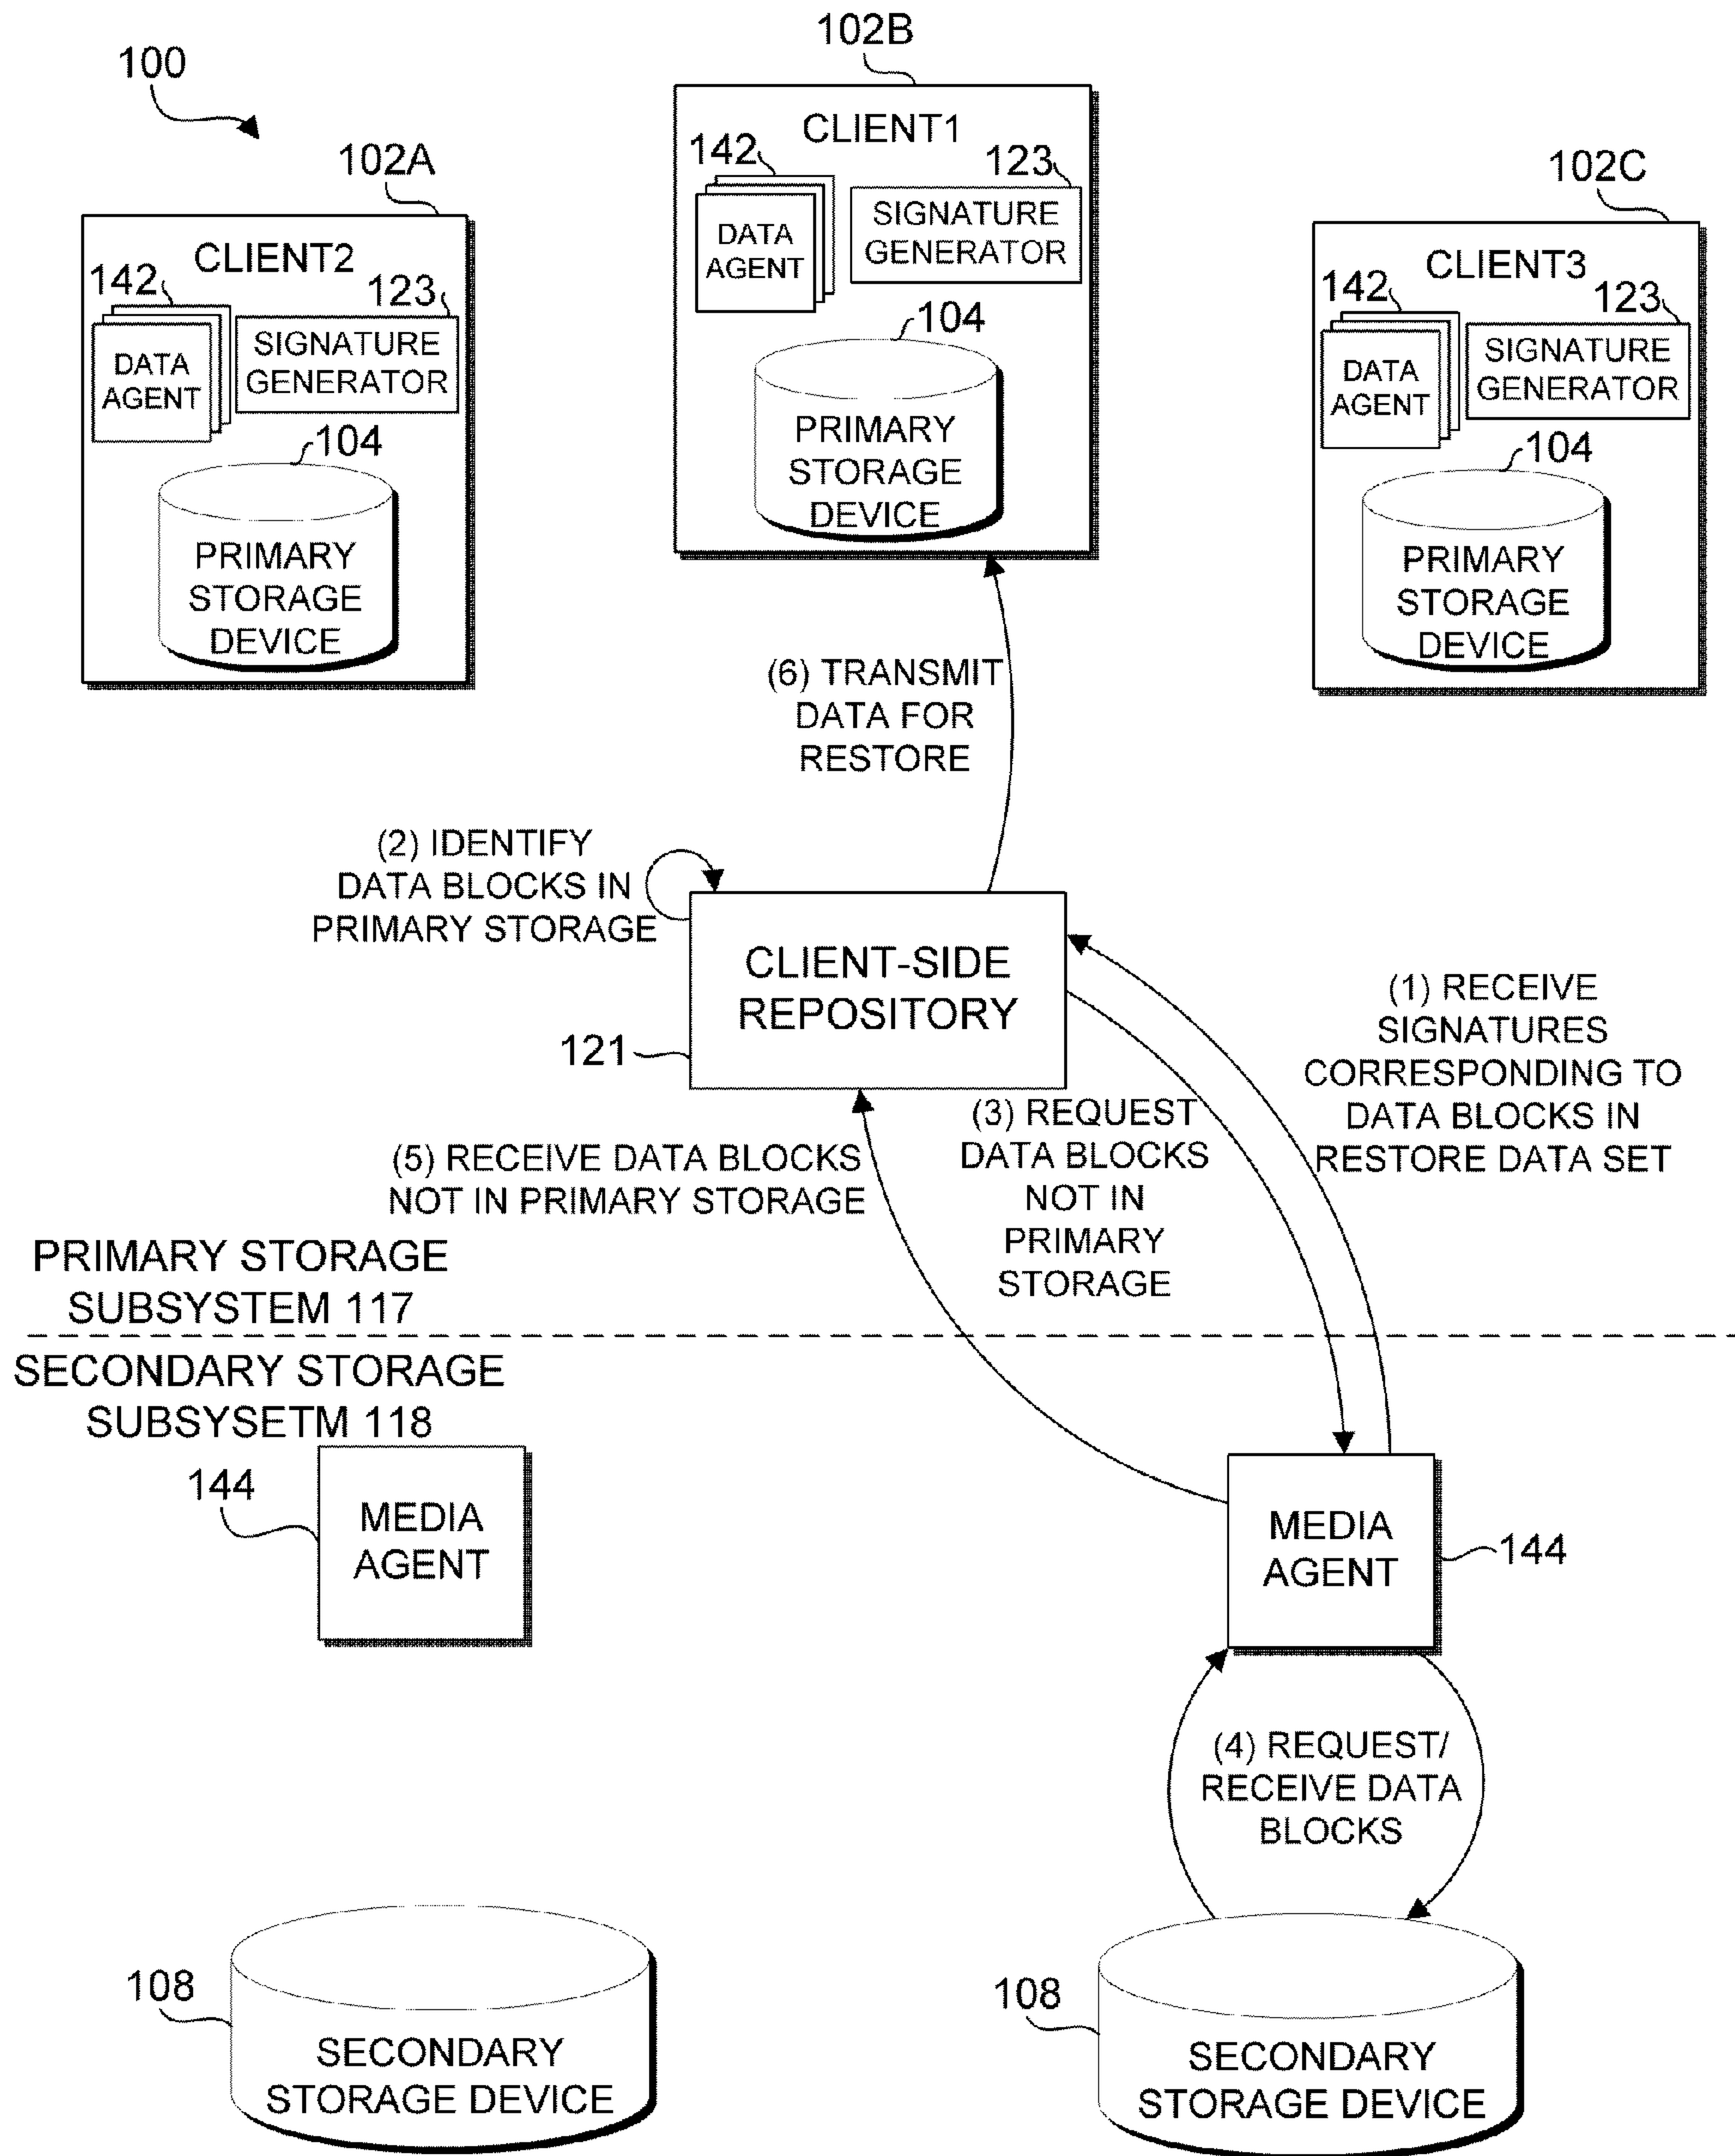 100
102B
CLIENT1
142
123
DATA
AGENT
SIGNATURE
GENERATOR
104
PRIMARY
STORAGE
DEVICE
102A
CLIENT2
142
123
DATA
AGENT
SIGNATURE
GENERATOR
104
PRIMARY
STORAGE
DEVICE
102C
CLIENT3
142
123
DATA
AGENT
SIGNATURE
GENERATOR
104
PRIMARY
STORAGE
DEVICE
(6) TRANSMIT
DATA FOR
RESTORE
(2) IDENTIFY
DATA BLOCKS IN
PRIMARY STORAGE
CLIENT-SIDE
REPOSITORY
121
(1) RECEIVE
SIGNATURES
CORRESPONDING TO
DATA BLOCKS IN
RESTORE DATA SET
(3) REQUEST
DATA BLOCKS
NOT IN
PRIMARY
STORAGE
(5) RECEIVE DATA BLOCKS
NOT IN PRIMARY STORAGE
PRIMARY STORAGE
SUBSYSTEM 117
SECONDARY STORAGE
SUBSYSETM 118
144
MEDIA
AGENT
MEDIA
AGENT
144
(4) REQUEST/
RECEIVE DATA
BLOCKS
108
SECONDARY
STORAGE DEVICE
108
SECONDARY
STORAGE DEVICE